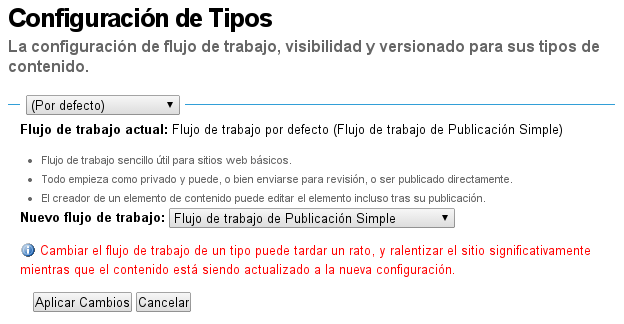 Configuración de Tipos
La configuración de flujo de trabajo, visibilidad y versionado para sus tipos de
contenido.
(Por defecto)
Flujo de trabajo actual: Flujo de trabajo por defecto (Flujo de trabajo de Publicación Simple)
Flujo de trabajo sencillo útil para sitios web básicos.
Todo empieza como privado y puede, o bien enviarse para revisión, o ser publicado directamente.
El creador de un elemento de contenido puede editar el elemento incluso tras su publicación.
Nuevo flujo de trabajo: Flujo de trabajo de Publicación Simple
Cambiar el flujo de trabajo de un tipo puede tardar un rato, y ralentizar el sitio significativamente
mientras que el contenido está siendo actualizado a la nueva configuración.
Aplicar Cambios Cancelar